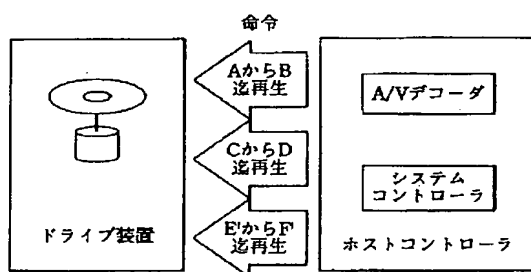 命令
AからB
迄再生
CからD
迄再生
E'からF'
迄再生
ドライブ装置
A/Vデコーダ
システム
コントローラ
ホストコントローラ